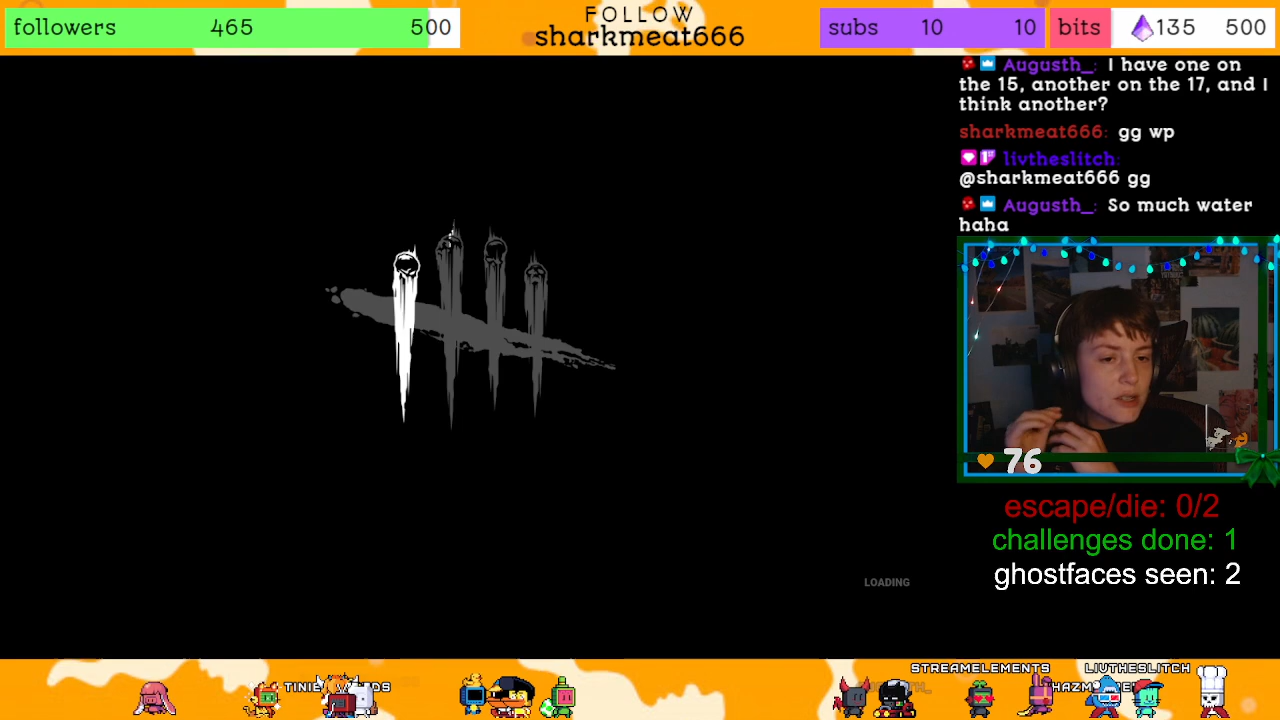 followers 465 500
FOLLOW
sharkmeat666
subs 10 10
bits 135 500
Augusth_: I have one on
the 15, another on the 17, and I
think another?
sharkmeat666: gg wp
livtheslitch:
@sharkmeat666 gg
Augusth_: So much water
haha
76
escape/die: 0/2
challenges done: 1
LOADING
ghostfaces seen: 2
STREAMELEMENTS
LIVTHESLITCH